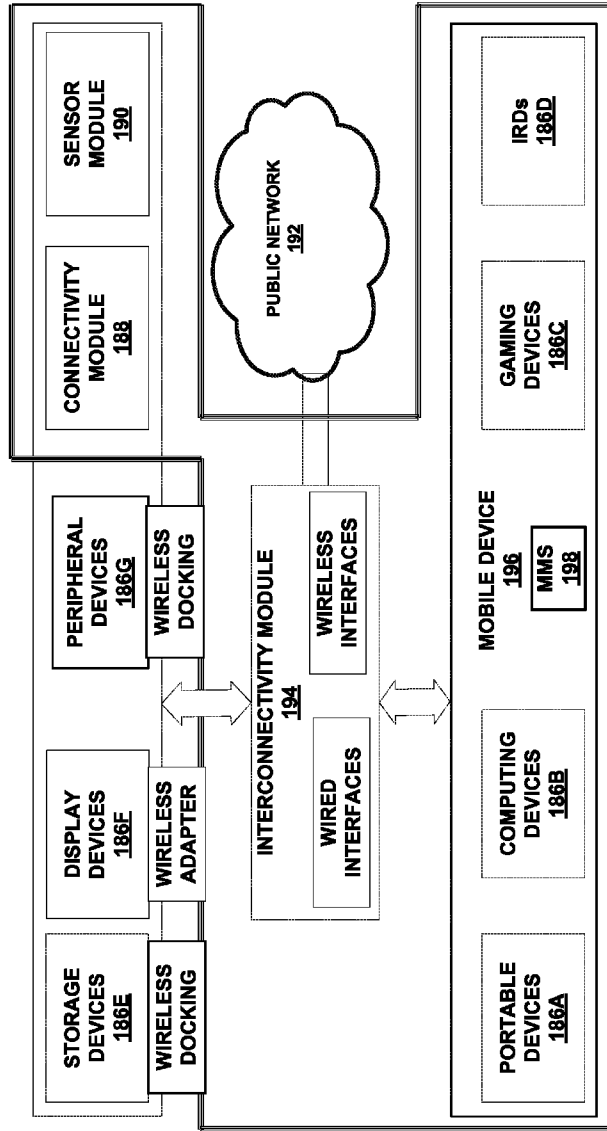 STORAGE
DEVICES
186E
WIRELESS DOCKING
DISPLAY
DEVICES
186F
WIRELESS
ADAPTER
PERIPHERAL
DEVICES
186G
WIRELESS
DOCKING
CONNECTIVITY
MODULE
188
SENSOR
MODULE
190
INTERCONNECTIVITY MODULE
194
WIRED
INTERFACES
WIRELESS
INTERFACES
PUBLIC NETWORK
192
PORTABLE
DEVICES
186A
COMPUTING
DEVICES
186B
MOBILE DEVICE
196
MMS
198
GAMING
DEVICES
186C
IRDs
186D